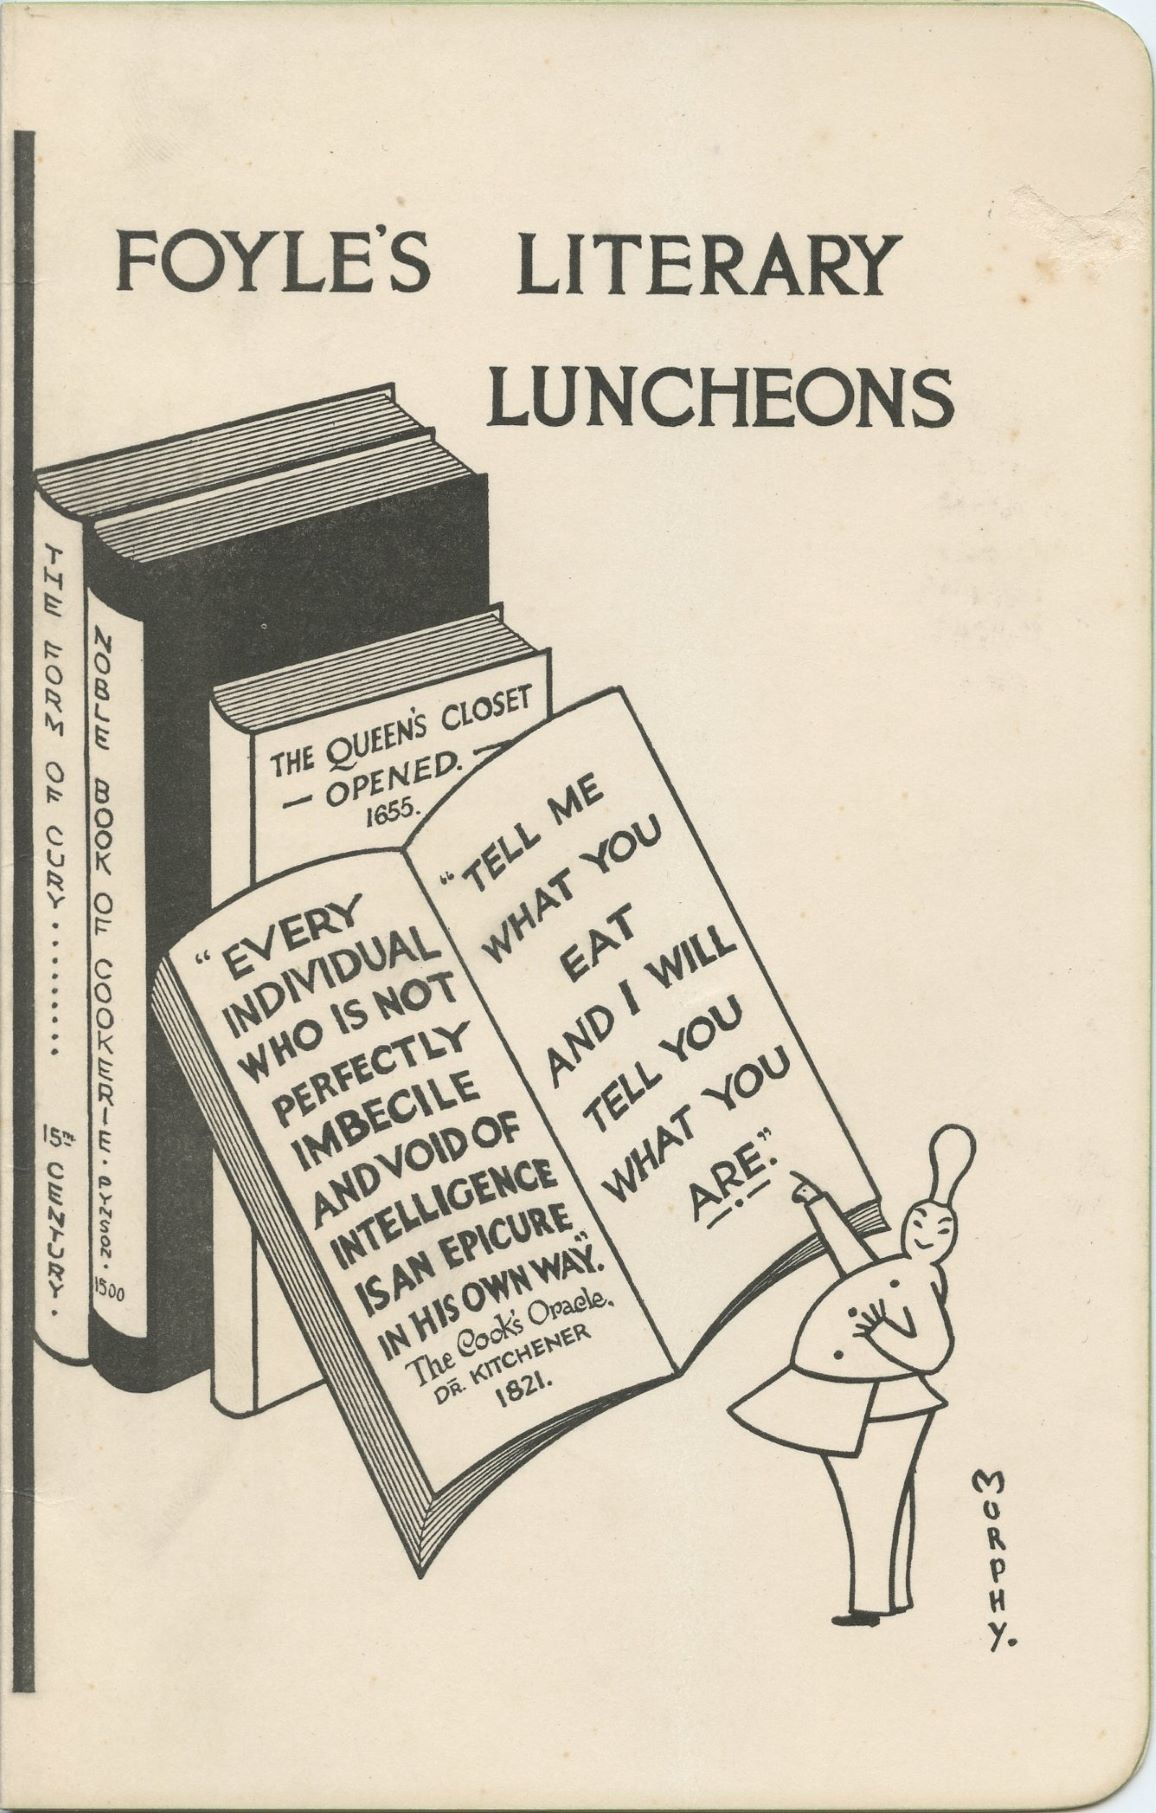 FOYLE'S LITERARY
LUNCHEONS
THE FORM OF CURY.........  15th CENTURY.
NOBLE BOOK OF COOKERIE. PYNSON. 1500
THE QUEEN'S CLOSET
— OPENED. —
1655.
"EVERY
INDIVIDUAL
WHO IS NOT
PERFECTLY
IMBECILE
AND VOID OF
INTELLIGENCE
IS AN EPICURE
IN HIS OWN WAY."
The Cook's Oracle.
DR. KITCHENER
1821.
"TELL ME
WHAT YOU
EAT
AND I WILL
TELL YOU
WHAT YOU
ARE."
MURPHY.